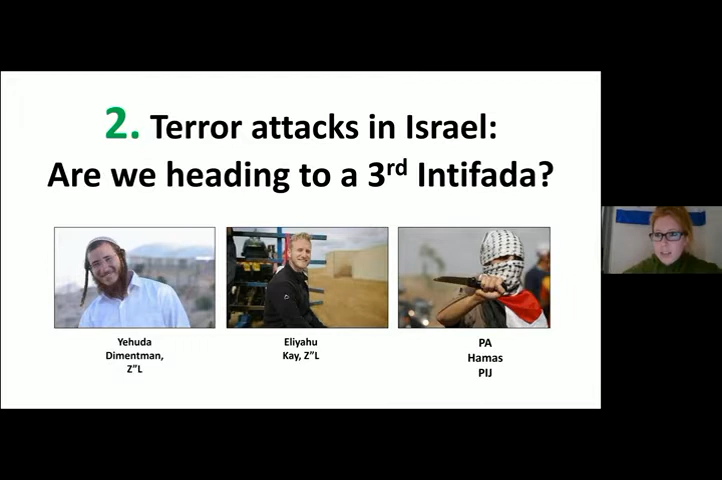 2. Terror attacks in Israel:
Are we heading to a 3rd Intifada?
Yehuda
Dimentman,
Z"L
Eliyahu
Kay, Z"L
PA
Hamas
PIJ